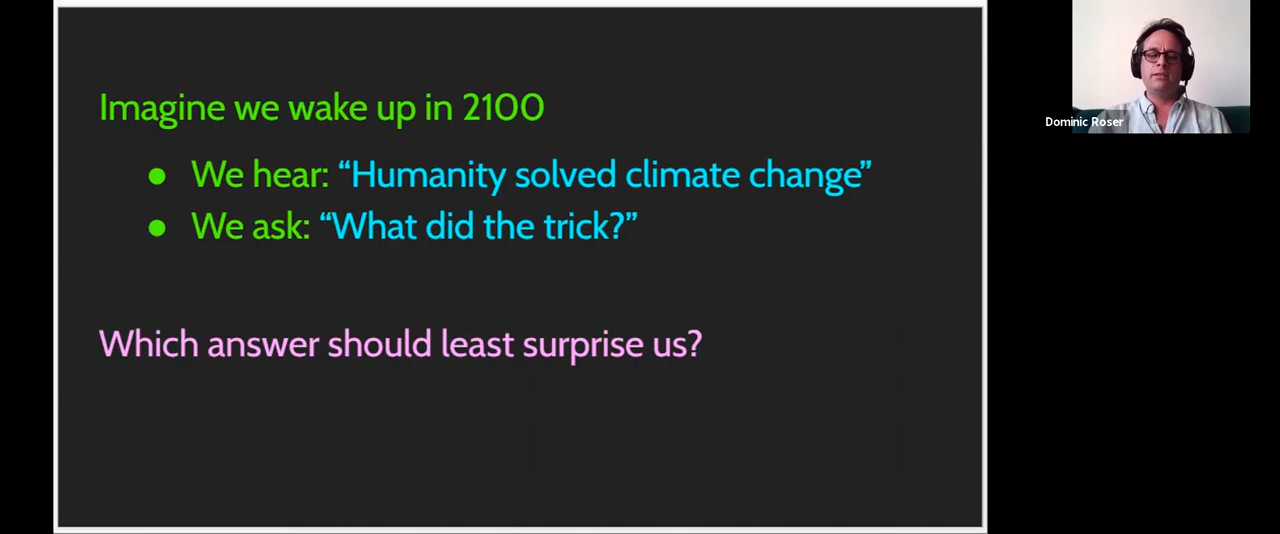 Imagine we wake up in 2100
● We hear: “Humanity solved climate change”
● We ask: “What did the trick?”
Which answer should least surprise us?
Dominic Roser